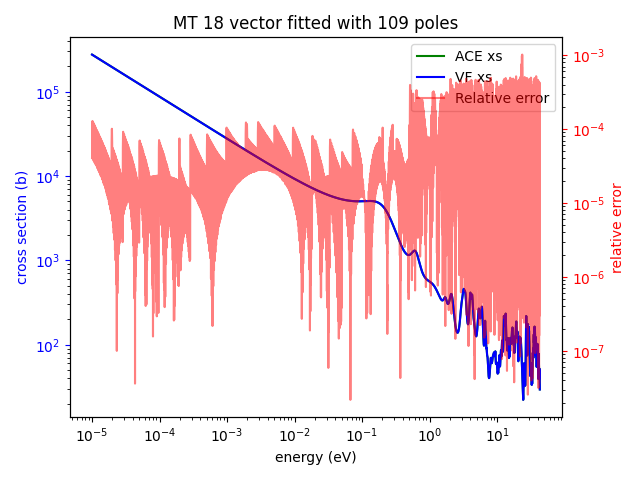 MT 18 vector fitted with 109 poles
ACE xs
VF xs
Relative error
cross section (b)
10^5
10^4
10^3
10^2
relative error
10^-3
10^-4
10^-5
10^-6
10^-7
10^-5 10^-4 10^-3 10^-2 10^-1 10^0 10^1
energy (eV)